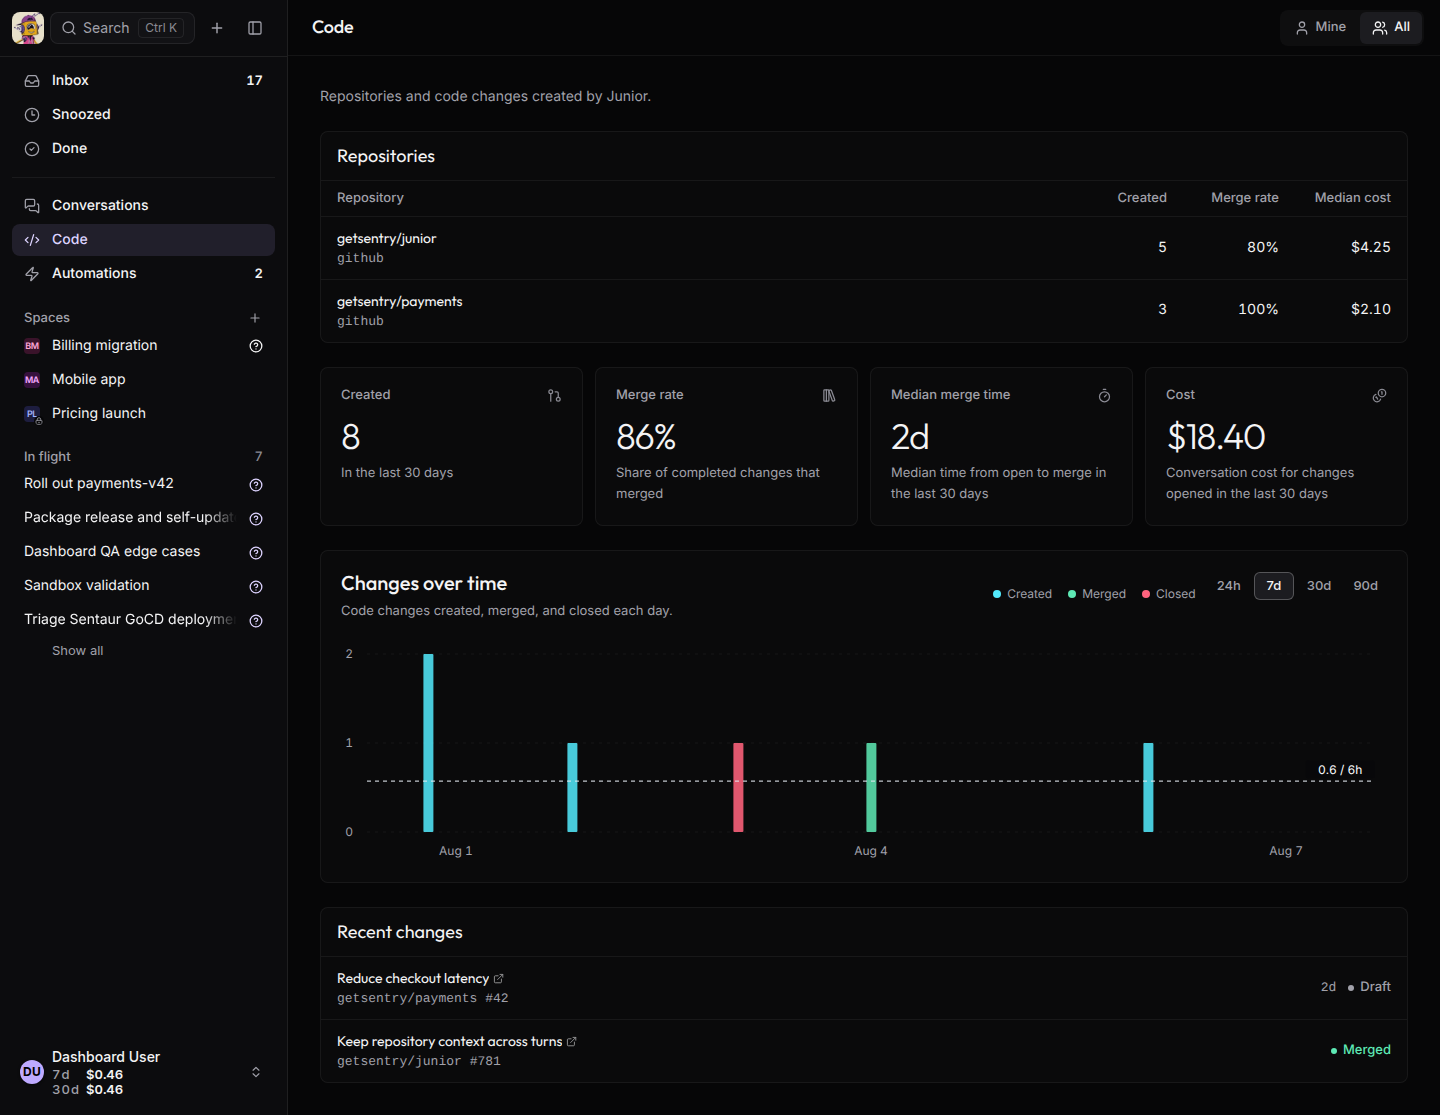 Search Ctrl K
Inbox 17
Snoozed
Done
Conversations
Code
Automations 2
Spaces
BM Billing migration
MA Mobile app
PL Pricing launch
In flight 7
Roll out payments-v42
Package release and self-updat
Dashboard QA edge cases
Sandbox validation
Triage Sentaur GoCD deployme
Show all
DU Dashboard User
7d $0.46
30d $0.46
Code
Mine All
Repositories and code changes created by Junior.
Repositories
Repository Created Merge rate Median cost
getsentry/junior
github
5 80% $4.25
getsentry/payments
github
3 100% $2.10
Created
8
In the last 30 days
Merge rate
86%
Share of completed changes that
merged
Median merge time
2d
Median time from open to merge in
the last 30 days
Cost
$18.40
Conversation cost for changes
opened in the last 30 days
Changes over time
Code changes created, merged, and closed each day.
Created Merged Closed
24h 7d 30d 90d
2
1
0.6 / 6h
0
Aug 1 Aug 4 Aug 7
Recent changes
Reduce checkout latency
getsentry/payments #42
2d Draft
Keep repository context across turns
getsentry/junior #781
Merged